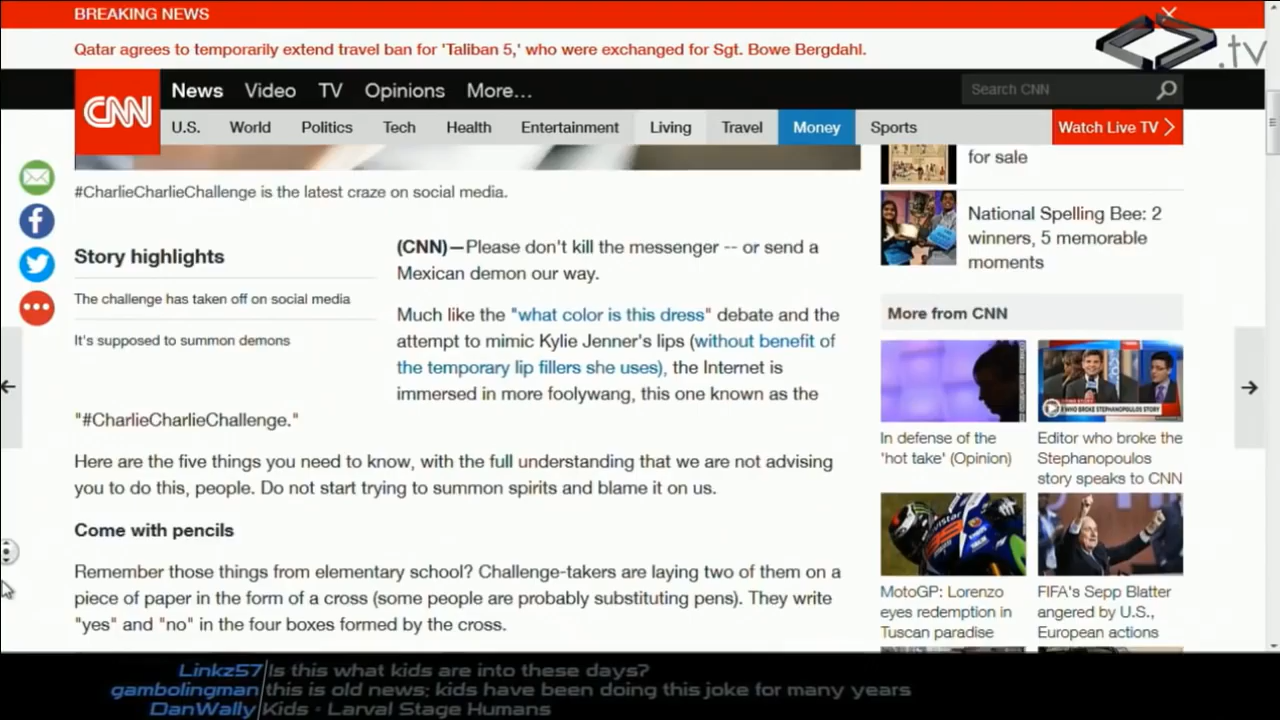 BREAKING NEWS
Qatar agrees to temporarily extend travel ban for 'Taliban 5,' who were exchanged for Sgt. Bowe Bergdahl.
.tv
CNN
News Video TV Opinions More...
Search CNN
U.S. World Politics Tech Health Entertainment Living Travel Money Sports
Watch Live TV
#CharlieCharlieChallenge is the latest craze on social media.
Story highlights
The challenge has taken off on social media
It's supposed to summon demons
(CNN)—Please don't kill the messenger -- or send a
Mexican demon our way.
Much like the "what color is this dress" debate and the
attempt to mimic Kylie Jenner's lips (without benefit of
the temporary lip fillers she uses), the Internet is
immersed in more foolywang, this one known as the
"#CharlieCharlieChallenge."
Here are the five things you need to know, with the full understanding that we are not advising
you to do this, people. Do not start trying to summon spirits and blame it on us.
Come with pencils
Remember those things from elementary school? Challenge-takers are laying two of them on a
piece of paper in the form of a cross (some people are probably substituting pens). They write
"yes" and "no" in the four boxes formed by the cross.
for sale
National Spelling Bee: 2
winners, 5 memorable
moments
More from CNN
WHO BROKE STEPHANOPOULOS STORY
In defense of the
'hot take' (Opinion)
Editor who broke the
Stephanopoulos
story speaks to CNN
MotoGP: Lorenzo
eyes redemption in
Tuscan paradise
FIFA's Sepp Blatter
angered by U.S.,
European actions
Linkz57 Is this what kids are into these days?
gambolingman this is old news; kids have been doing this joke for many years
DanWally Kids - Larval Stage Humans